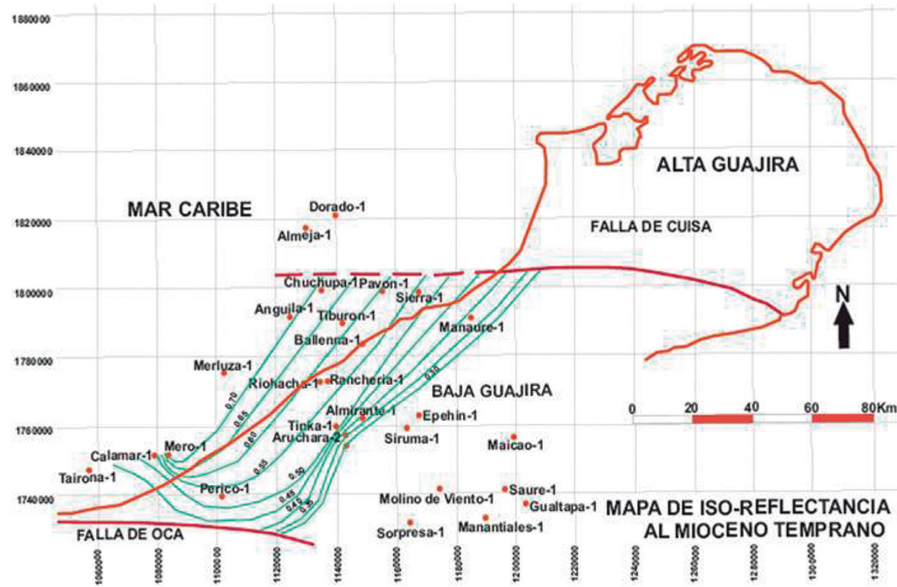 1880000
1860000
1840000
1820000
1800000
1780000
1760000
1740000
MAR CARIBE
ALTA GUAJIRA
FALLA DE CUISA
Dorado-1
Almeja-1
Chuchupa-1
Pavon-1
Sierra-1
Anguila-1
Tiburon-1
Manaure-1
Ballenna-1
Merluza-1
Riohacha-1
Rancheria-1
BAJA GUAJIRA
N
0 20 40 60 80Km
Almirante-1
Epehin-1
Tinka-1
Aruchara-2
Siruma-1
Maicao-1
Mero-1
Calamar-1
Tairona-1
Perico-1
Molino de Viento-1
Saure-1
Gualtapa-1
Sorpresa-1
Manantiales-1
FALLA DE OCA
0.70
0.65
0.60
0.55
0.50
0.45
0.40
0.30
MAPA DE ISO-REFLECTANCIA
AL MIOCENO TEMPRANO
1080000
1100000
1120000
1140000
1160000
1180000
1200000
1220000
1240000
1260000
1280000
1300000
1320000